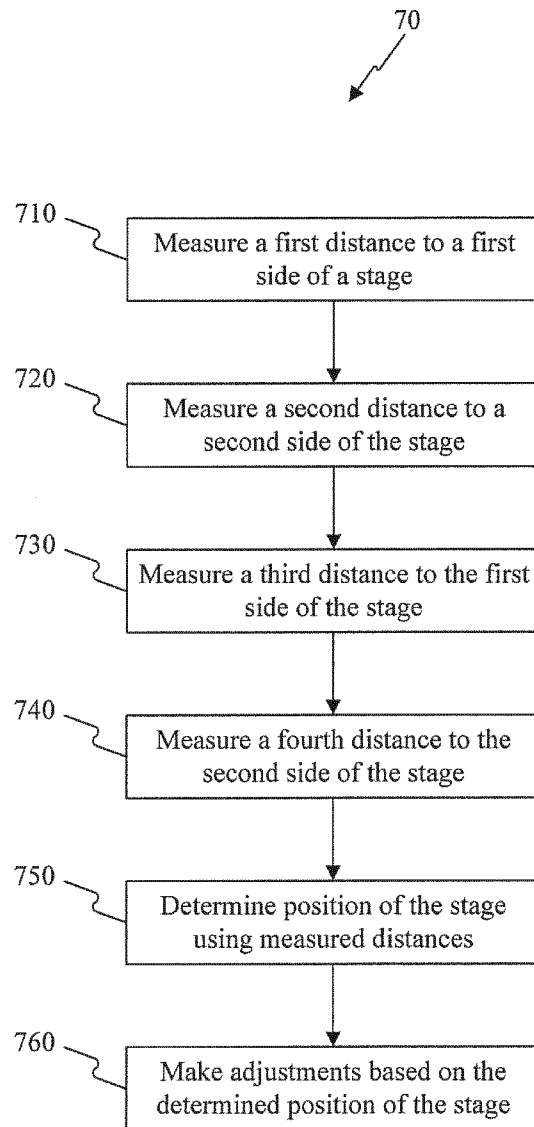 70
710
Measure a first distance to a first
side of a stage
720
Measure a second distance to a
second side of the stage
730
Measure a third distance to the first
side of the stage
740
Measure a fourth distance to the
second side of the stage
750
Determine position of the stage
using measured distances
760
Make adjustments based on the
determined position of the stage